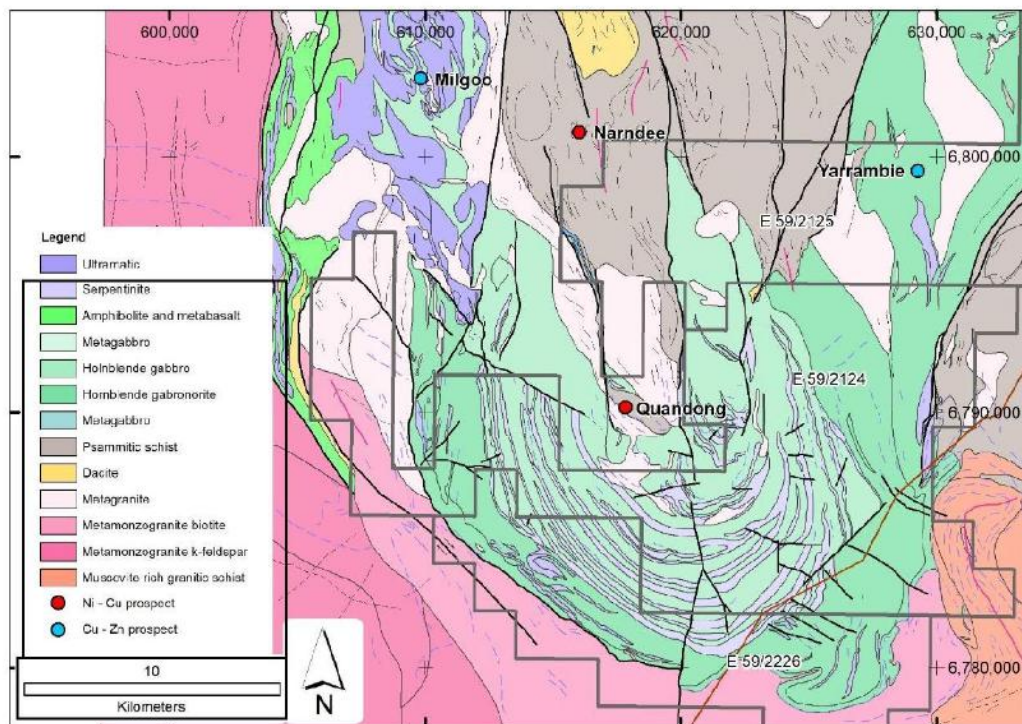 600,000 610,000 620,000 630,000
Milgoo
Narndee
6,800,000
Yarrambie
E 59/2125
Legend
Ultramatic
Serpentinite
Amphibolite and metabasalt
Metagabbro
Holnblende gabbro
Hornblende gabbronorite
Metagabbro
Psammitic schist
Dacite
Metagranite
Metamonzogranite biotite
Metamonzogranite k-feldspar
Muscovite rich granitic schist
Ni - Cu prospect
Cu - Zn prospect
E 59/2124
Quandong
6,790,000
E 59/2226
6,780,000
10
Kilometers
N